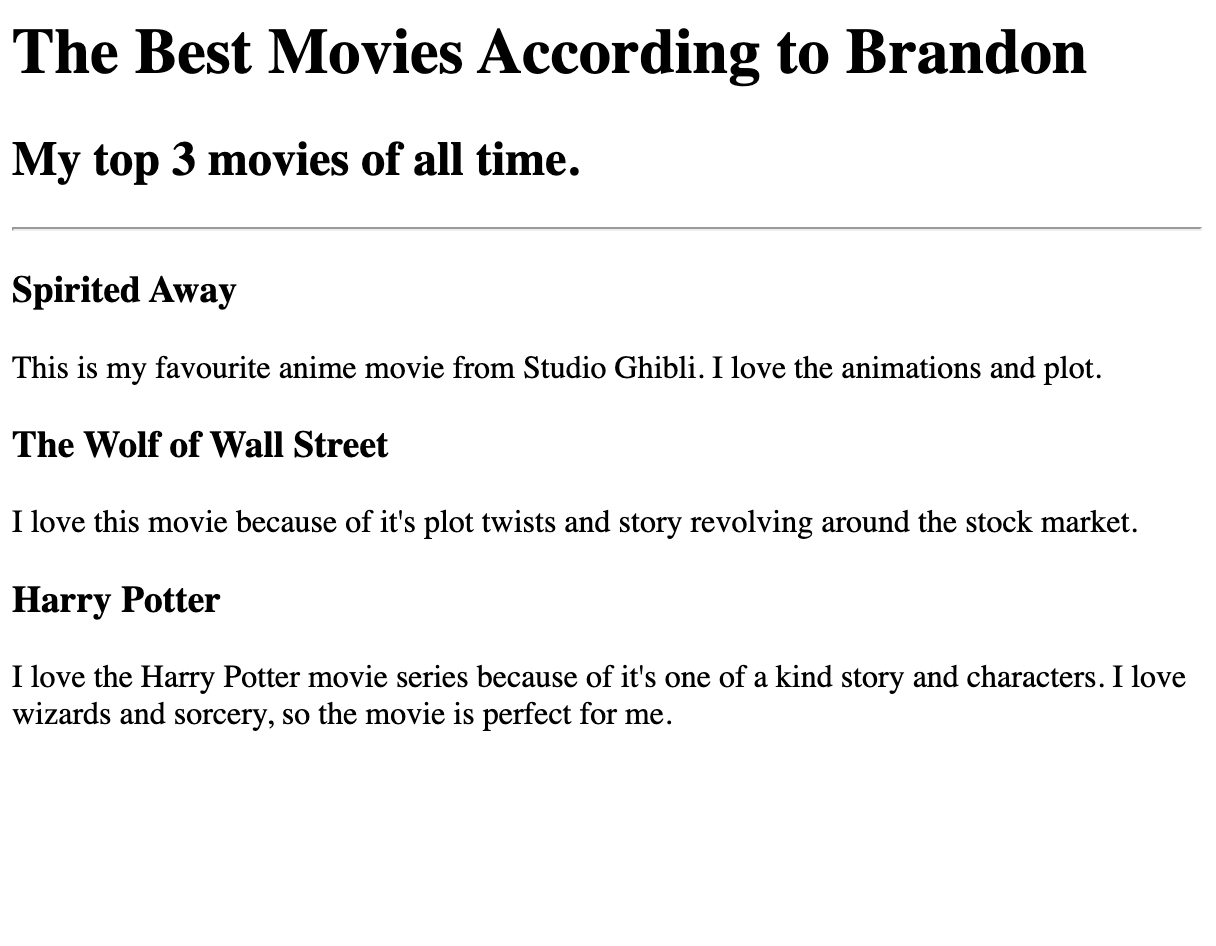 The Best Movies According to Brandon
My top 3 movies of all time.
Spirited Away
This is my favourite anime movie from Studio Ghibli. I love the animations and plot.
The Wolf of Wall Street
I love this movie because of it's plot twists and story revolving around the stock market.
Harry Potter
I love the Harry Potter movie series because of it's one of a kind story and characters. I love
wizards and sorcery, so the movie is perfect for me.